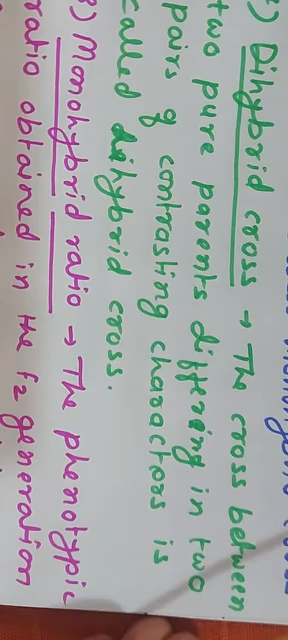 ) Dihybrid cross → The cross between
two pure parents differing in two
pairs of contrasting characters is
called dihybrid cross.
) Monohybrid ratio → The phenotypic
ratio obtained in the f2 generation